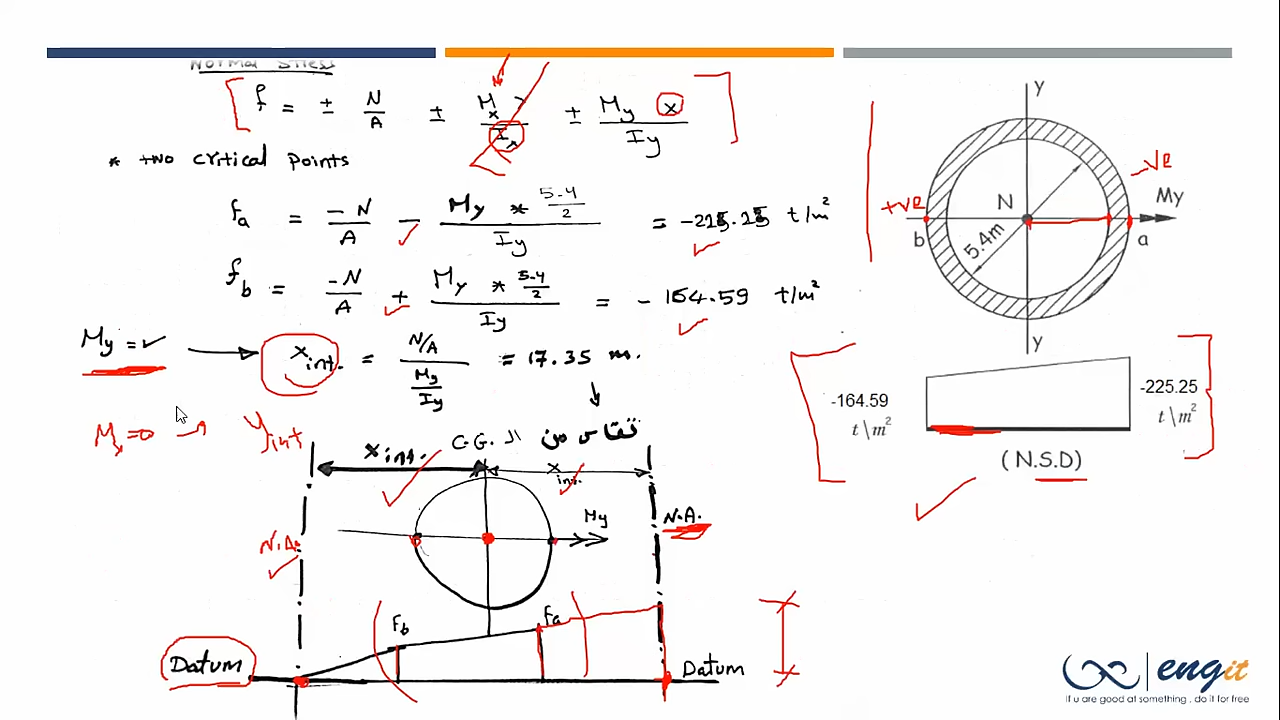 Normal Stress
f = ± N/A ± Mx y/Ix ± My x/Iy
* two critical points
fa = -N/A - My * 5.4/2 / Iy = -225.25 t/m²
fb = -N/A + My * 5.4/2 / Iy = -164.59 t/m²
My = ✓ → xint. = N/A / My/Iy = 17.35 m.
Mx=0 → yint
تقاس من ال C.G.
xint.
xint.
My
N.A.
N.A.
Fb
Fa
Datum
Datum
y
-ve
+ve
N
My
b
5.4m
a
y
-164.59
t\m²
-225.25
t\m²
( N.S.D)
engit
if u are good at something , do it for free